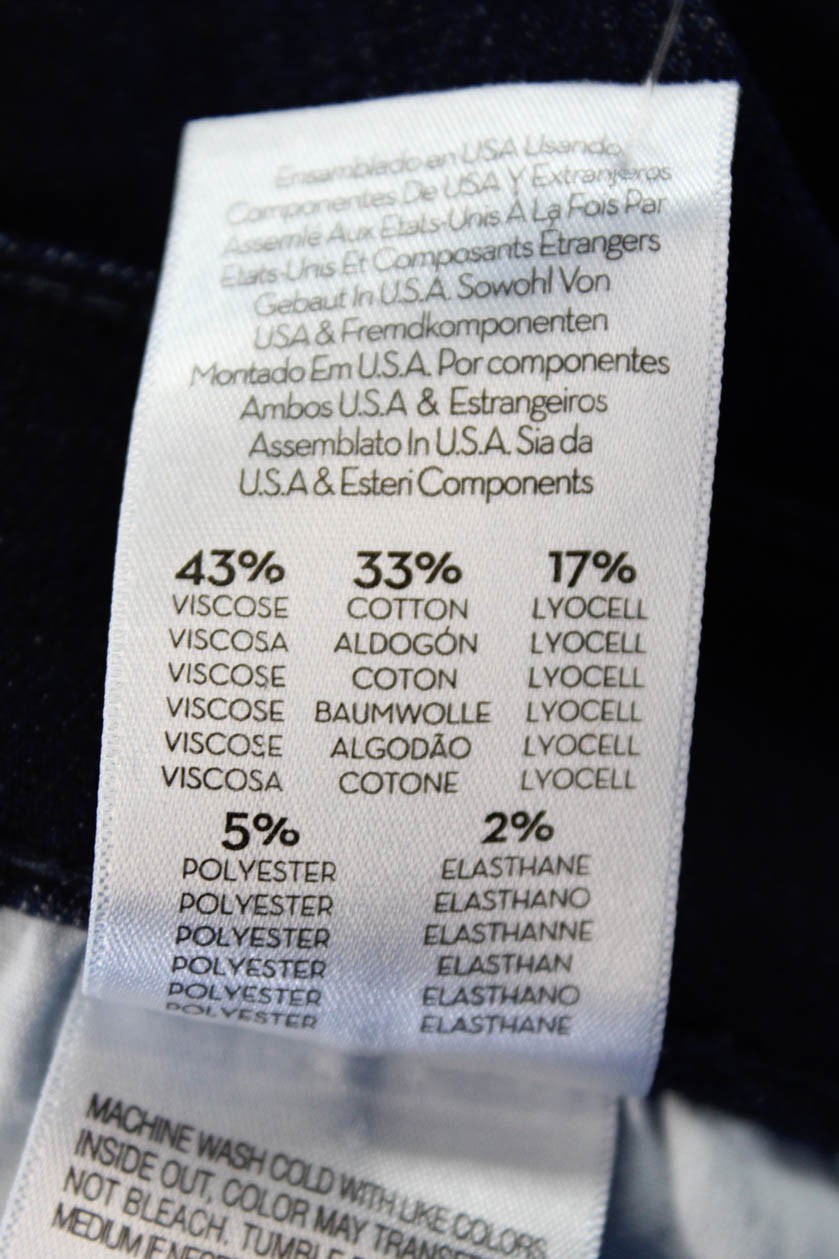 Ensamblado en USA Usando
Componentes De USA Y Extranjeros
Assemlé Aux Etats-Unis À La Fois Par
Etats-Unis Et Composants Étrangers
Gebaut In U.S.A. Sowohl Von
USA & Fremdkomponenten
Montado Em U.S.A. Por componentes
Ambos U.S.A & Estrangeiros
Assemblato In U.S.A. Sia da
U.S.A & Esteri Components
43% 33% 17%
VISCOSE COTTON LYOCELL
VISCOSA ALDOGÓN LYOCELL
VISCOSE COTON LYOCELL
VISCOSE BAUMWOLLE LYOCELL
VISCOSE ALGODÃO LYOCELL
VISCOSA COTONE LYOCELL
5% 2%
POLYESTER ELASTHANE
POLYESTER ELASTHANO
POLYESTER ELASTHANNE
POLYESTER ELASTHAN
POLYESTER ELASTHANO
POLYESTER ELASTHANE
MACHINE WASH COLD WITH LIKE COLORS
INSIDE OUT, COLOR MAY
NOT BLEACH. TUMBLE
MEDIUM